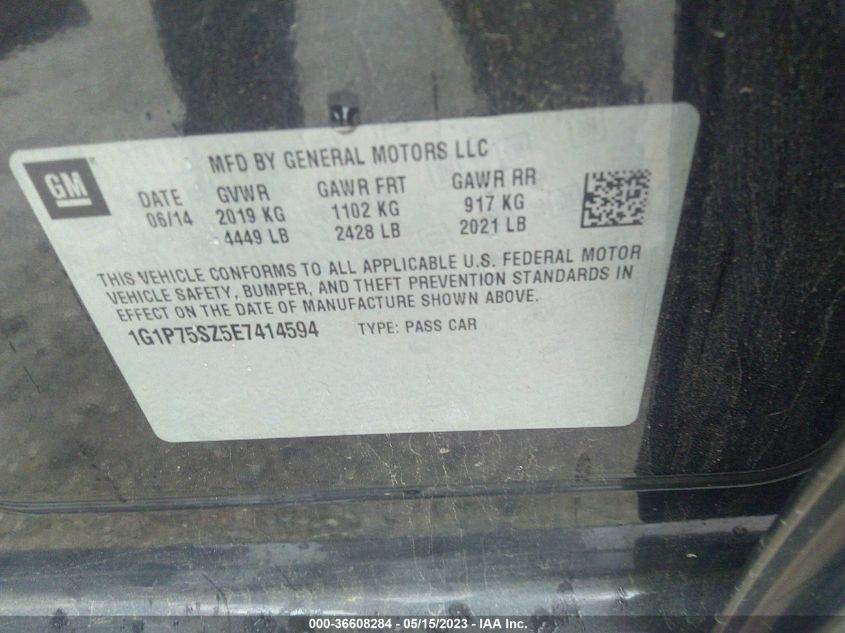 GM
MFD BY GENERAL MOTORS LLC
DATE GVWR GAWR FRT GAWR RR
06/14 2019 KG 1102 KG 917 KG
4449 LB 2428 LB 2021 LB
THIS VEHICLE CONFORMS TO ALL APPLICABLE U.S. FEDERAL MOTOR
VEHICLE SAFETY, BUMPER, AND THEFT PREVENTION STANDARDS IN
EFFECT ON THE DATE OF MANUFACTURE SHOWN ABOVE.
1G1P75SZ5E7414594 TYPE: PASS CAR
000-36608284 — 05/15/2023 — IAA Inc.